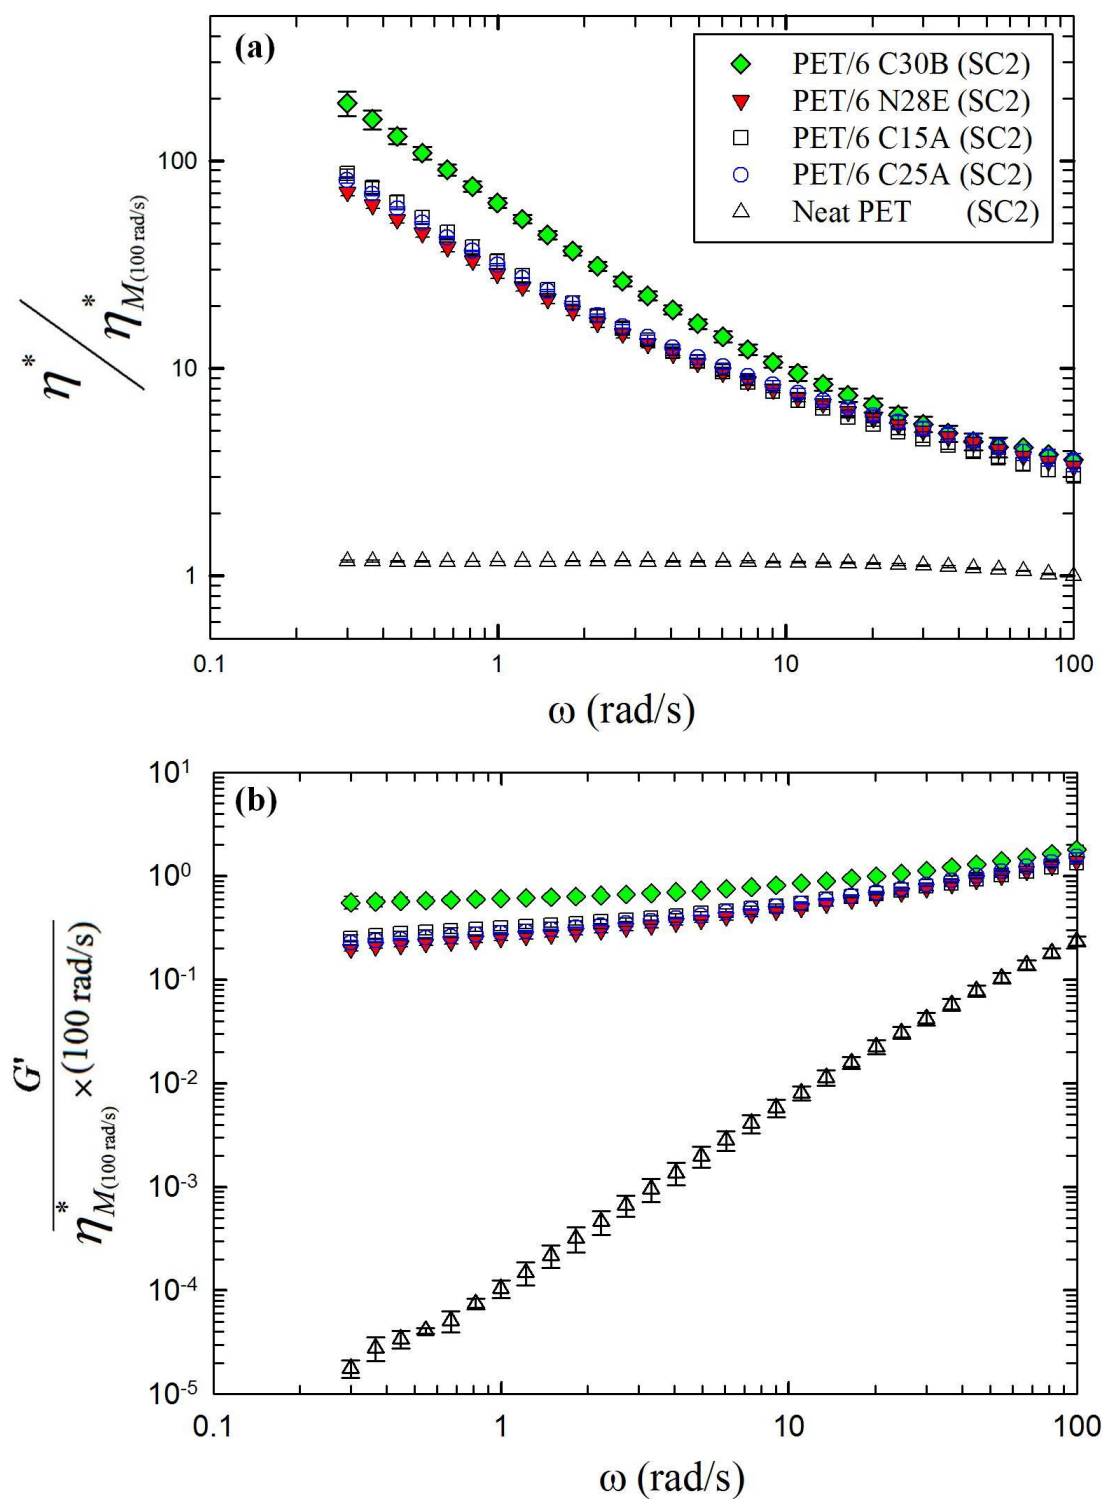 (a)
PET/6 C30B (SC2)
PET/6 N28E (SC2)
PET/6 C15A (SC2)
PET/6 C25A (SC2)
Neat PET (SC2)
η* / η*M(100 rad/s)
100
10
1
0.1 1 10 100
ω (rad/s)
(b)
G'
η*M(100 rad/s) ×(100 rad/s)
10¹
10⁰
10⁻¹
10⁻²
10⁻³
10⁻⁴
10⁻⁵
0.1 1 10 100
ω (rad/s)